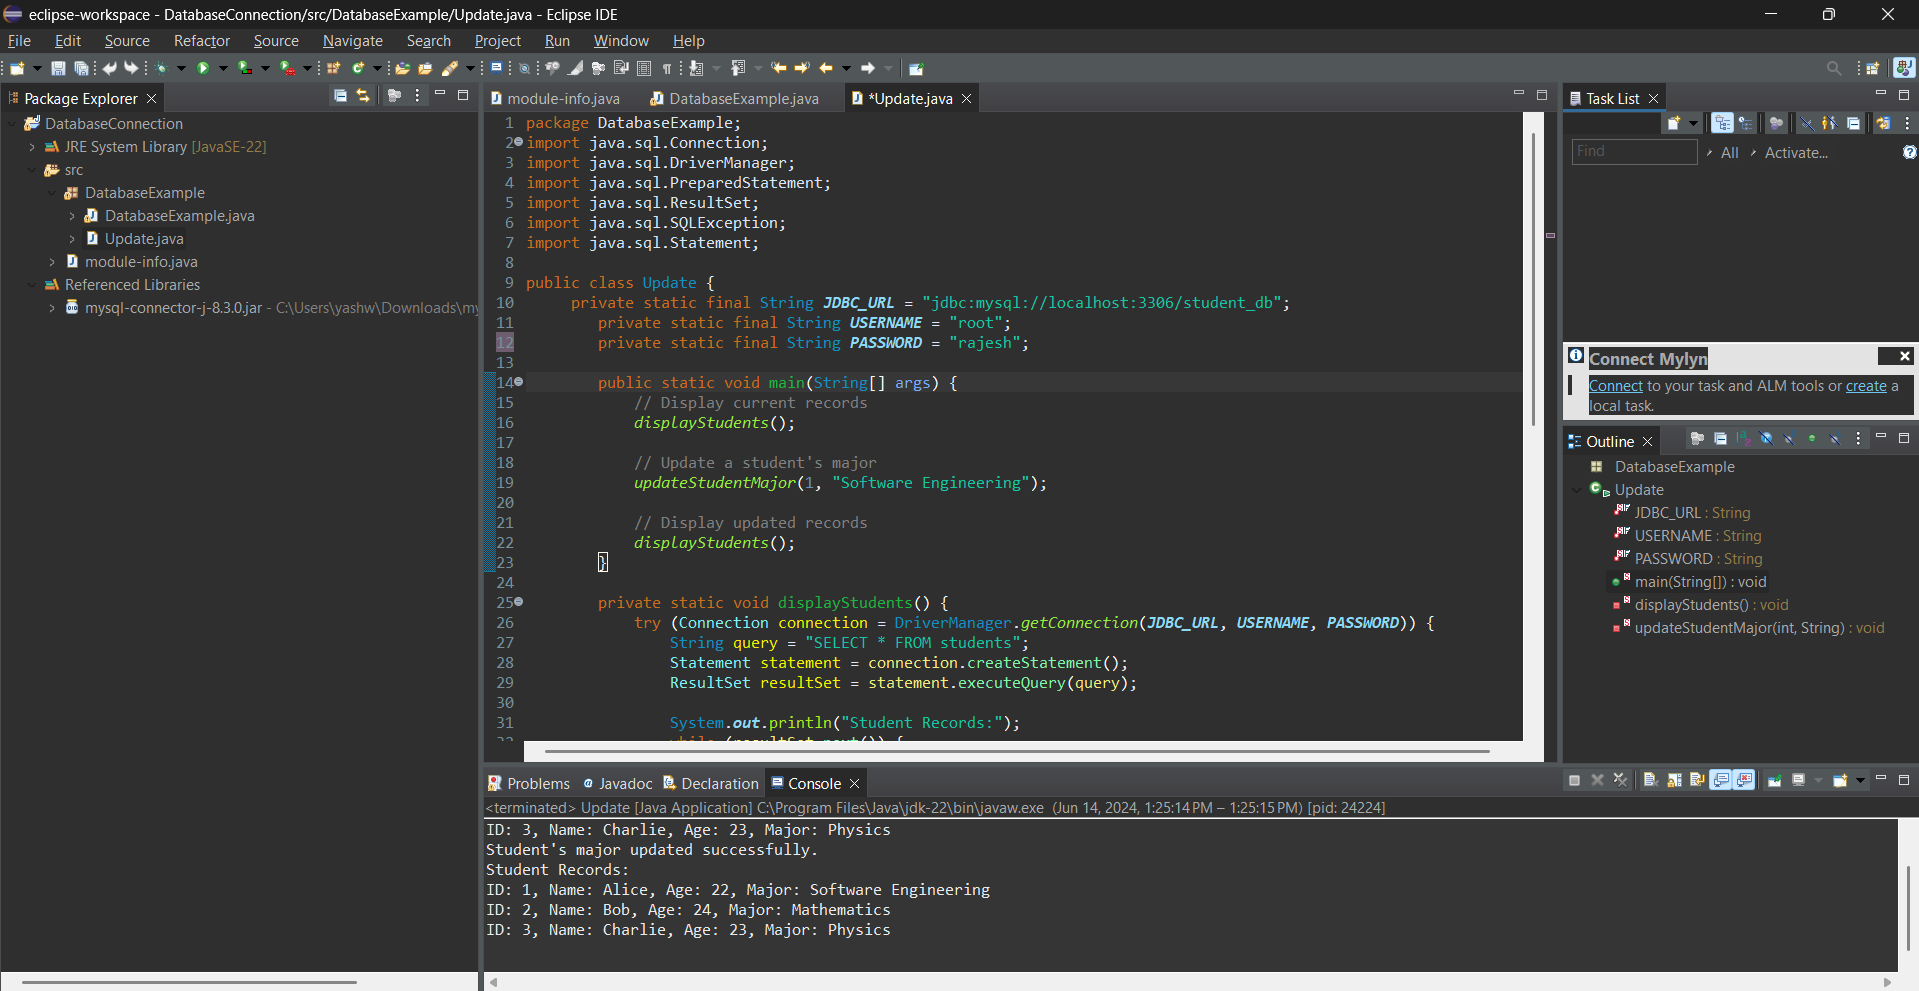 eclipse-workspace - DatabaseConnection/src/DatabaseExample/Update.java - Eclipse IDE
File Edit Source Refactor Source Navigate Search Project Run Window Help
Package Explorer
DatabaseConnection
JRE System Library [JavaSE-22]
src
DatabaseExample
DatabaseExample.java
Update.java
module-info.java
Referenced Libraries
mysql-connector-j-8.3.0.jar - C:\Users\yashw\Downloads\my
module-info.java DatabaseExample.java *Update.java
1 package DatabaseExample;
2 import java.sql.Connection;
3 import java.sql.DriverManager;
4 import java.sql.PreparedStatement;
5 import java.sql.ResultSet;
6 import java.sql.SQLException;
7 import java.sql.Statement;
8
9 public class Update {
10 private static final String JDBC_URL = "jdbc:mysql://localhost:3306/student_db";
11 private static final String USERNAME = "root";
12 private static final String PASSWORD = "rajesh";
13
14 public static void main(String[] args) {
15 // Display current records
16 displayStudents();
17
18 // Update a student's major
19 updateStudentMajor(1, "Software Engineering");
20
21 // Display updated records
22 displayStudents();
23 }
24
25 private static void displayStudents() {
26 try (Connection connection = DriverManager.getConnection(JDBC_URL, USERNAME, PASSWORD)) {
27 String query = "SELECT * FROM students";
28 Statement statement = connection.createStatement();
29 ResultSet resultSet = statement.executeQuery(query);
30
31 System.out.println("Student Records:");
Task List
Find All Activate...
Connect Mylyn
Connect to your task and ALM tools or create a
local task.
Outline
DatabaseExample
Update
JDBC_URL : String
USERNAME : String
PASSWORD : String
main(String[]) : void
displayStudents() : void
updateStudentMajor(int, String) : void
Problems Javadoc Declaration Console
<terminated> Update [Java Application] C:\Program Files\Java\jdk-22\bin\javaw.exe (Jun 14, 2024, 1:25:14 PM – 1:25:15 PM) [pid: 24224]
ID: 3, Name: Charlie, Age: 23, Major: Physics
Student's major updated successfully.
Student Records:
ID: 1, Name: Alice, Age: 22, Major: Software Engineering
ID: 2, Name: Bob, Age: 24, Major: Mathematics
ID: 3, Name: Charlie, Age: 23, Major: Physics